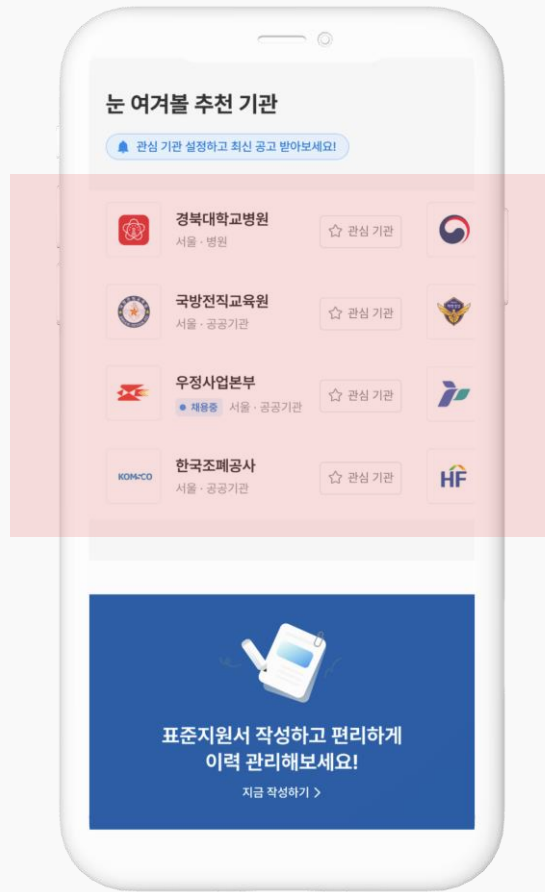 눈 여겨볼 추천 기관
관심 기관 설정하고 최신 공고 받아보세요!
경북대학교병원
서울 · 병원
관심 기관
국방전직교육원
서울 · 공공기관
관심 기관
우정사업본부
채용중 서울 · 공공기관
관심 기관
KOMSCO
한국조폐공사
서울 · 공공기관
관심 기관
HF
표준지원서 작성하고 편리하게
이력 관리해보세요!
지금 작성하기 >